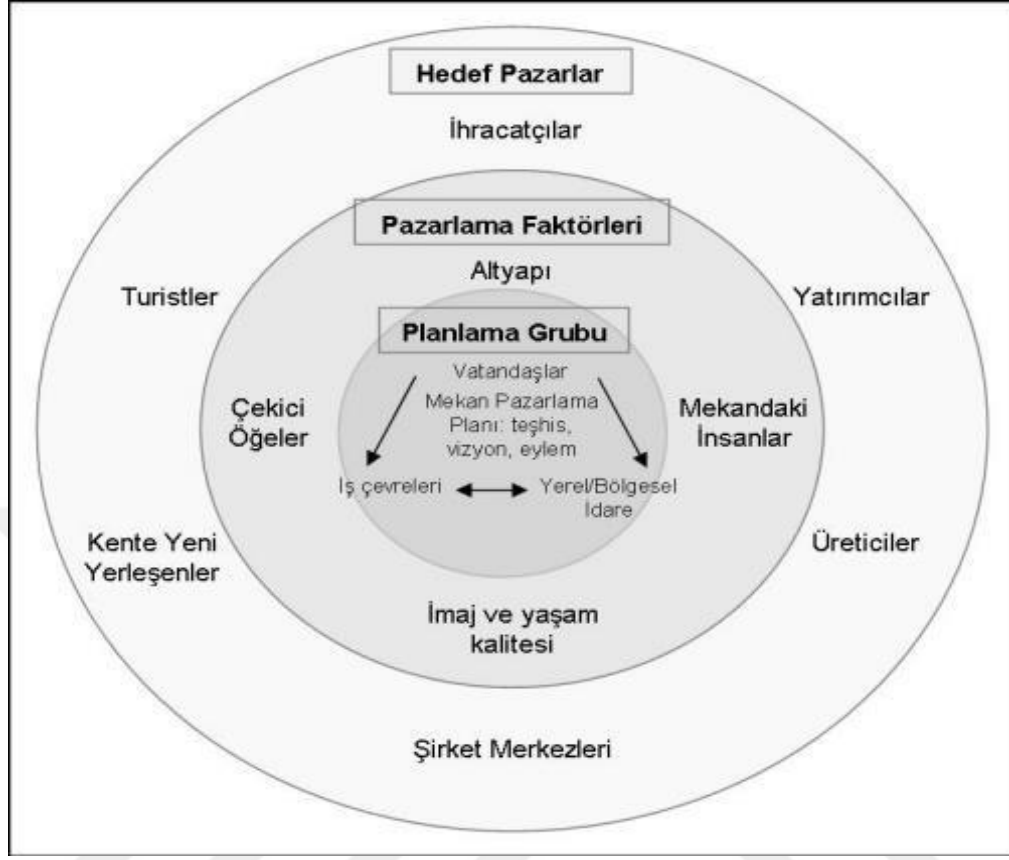 Hedef Pazarlar
İhracatçılar
Pazarlama Faktörleri
Altyapı
Turistler
Yatırımcılar
Planlama Grubu
Vatandaşlar
Mekan Pazarlama
Planı: teşhis,
vizyon, eylem
Çekici
Öğeler
Mekandaki
İnsanlar
İş çevreleri
Yerel/Bölgesel
İdare
Kente Yeni
Yerleşenler
Üreticiler
İmaj ve yaşam
kalitesi
Şirket Merkezleri